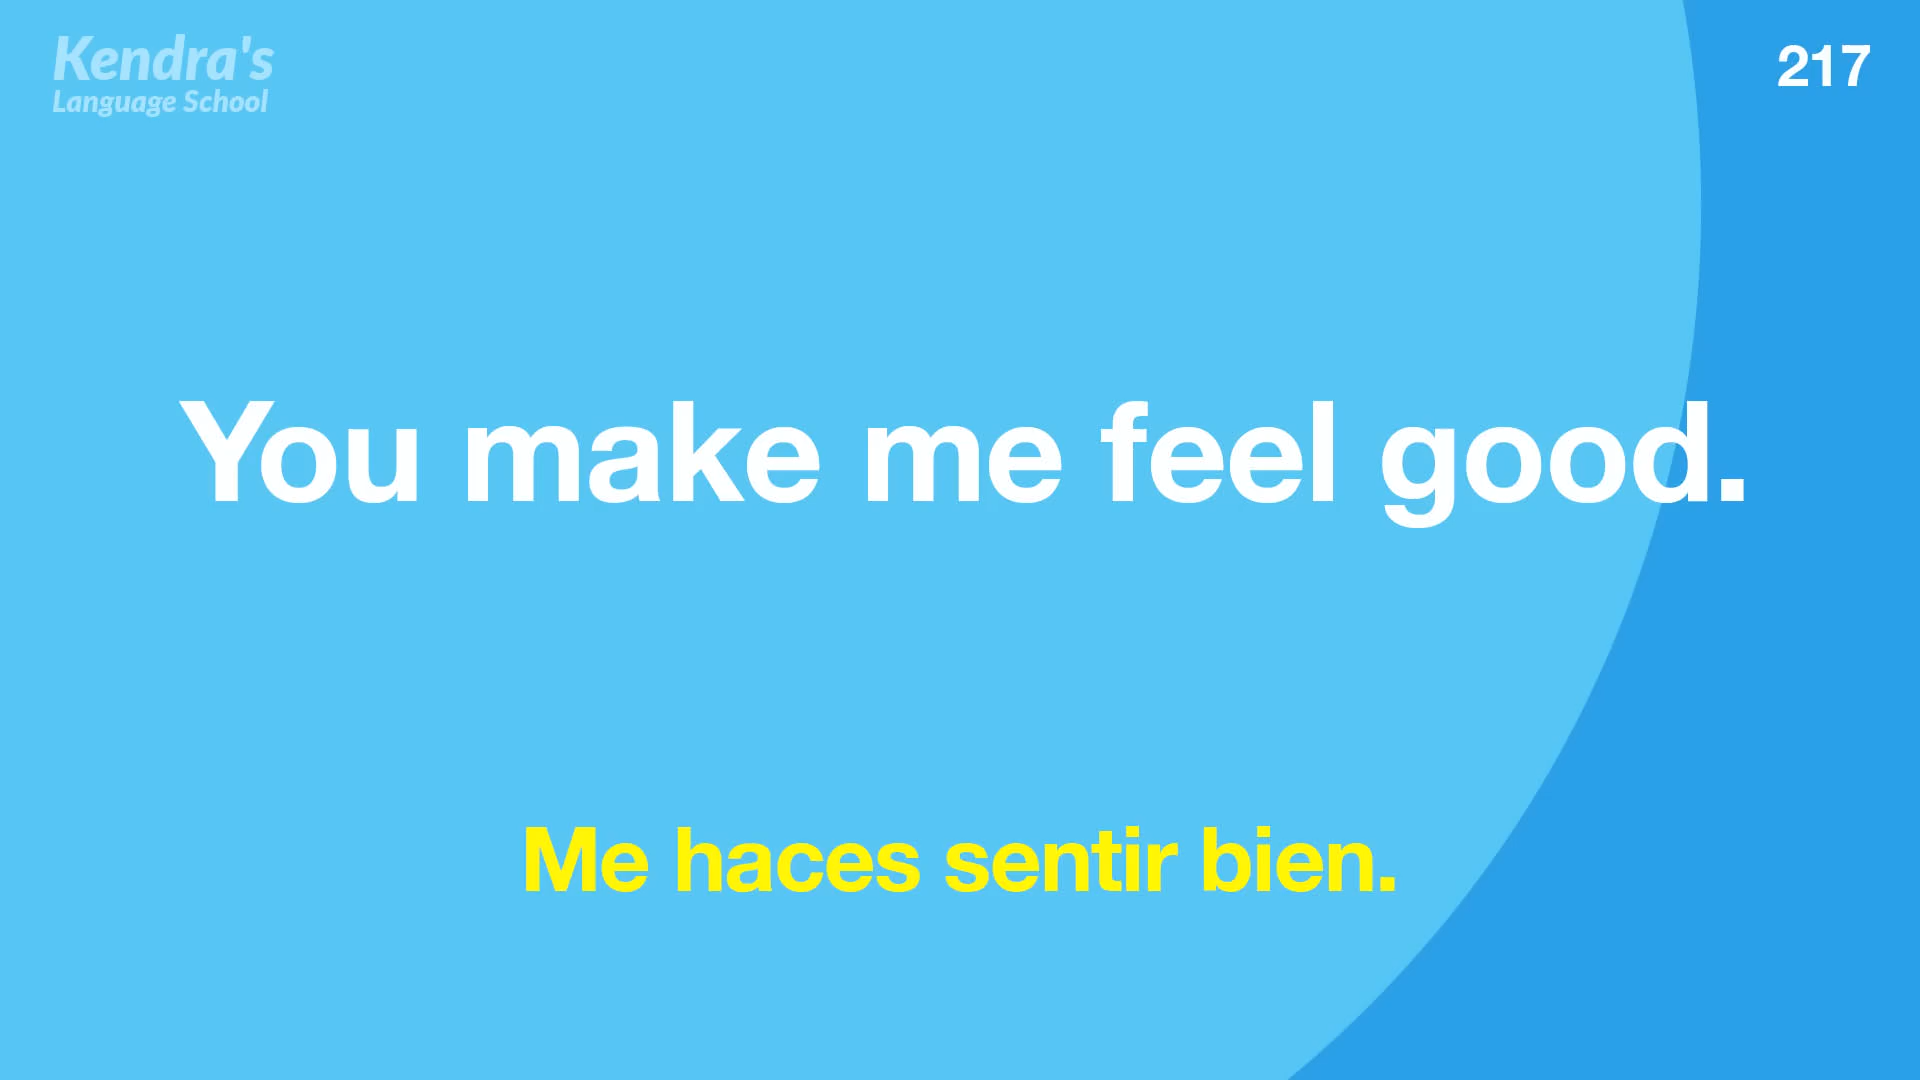 Kendra's
Language School
217
You make me feel good.
Me haces sentir bien.